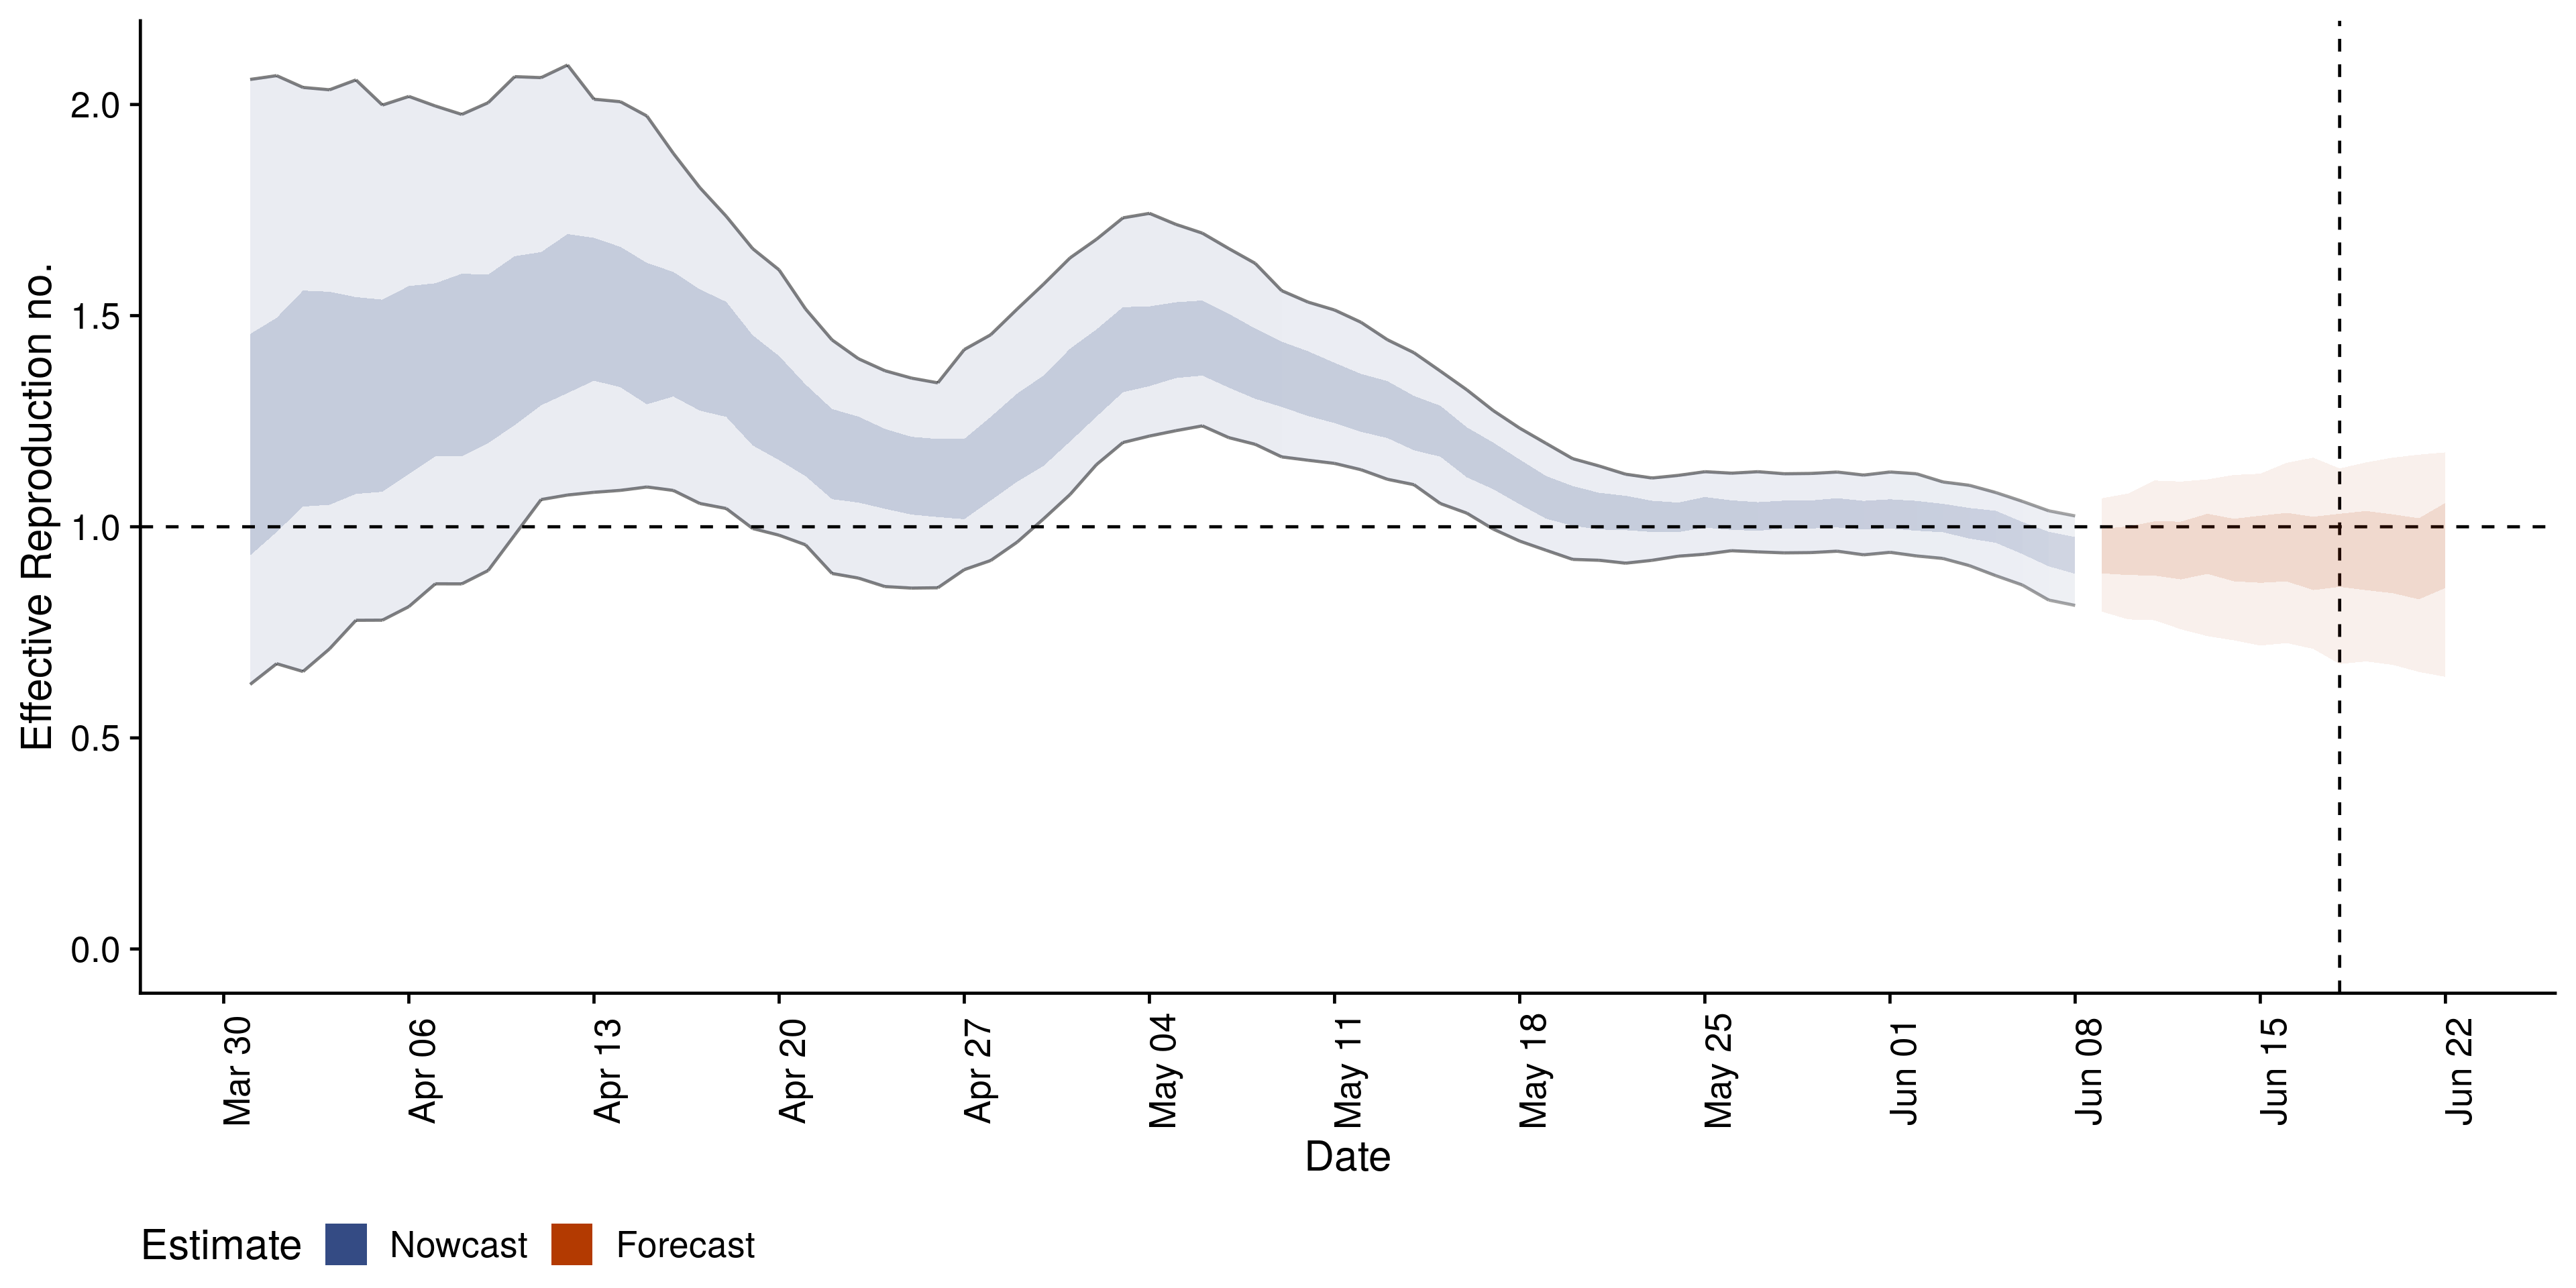 Effective Reproduction no.
2.0
1.5
1.0
0.5
0.0
Mar 30
Apr 06
Apr 13
Apr 20
Apr 27
May 04
May 11
May 18
May 25
Jun 01
Jun 08
Jun 15
Jun 22
Date
Estimate Nowcast Forecast